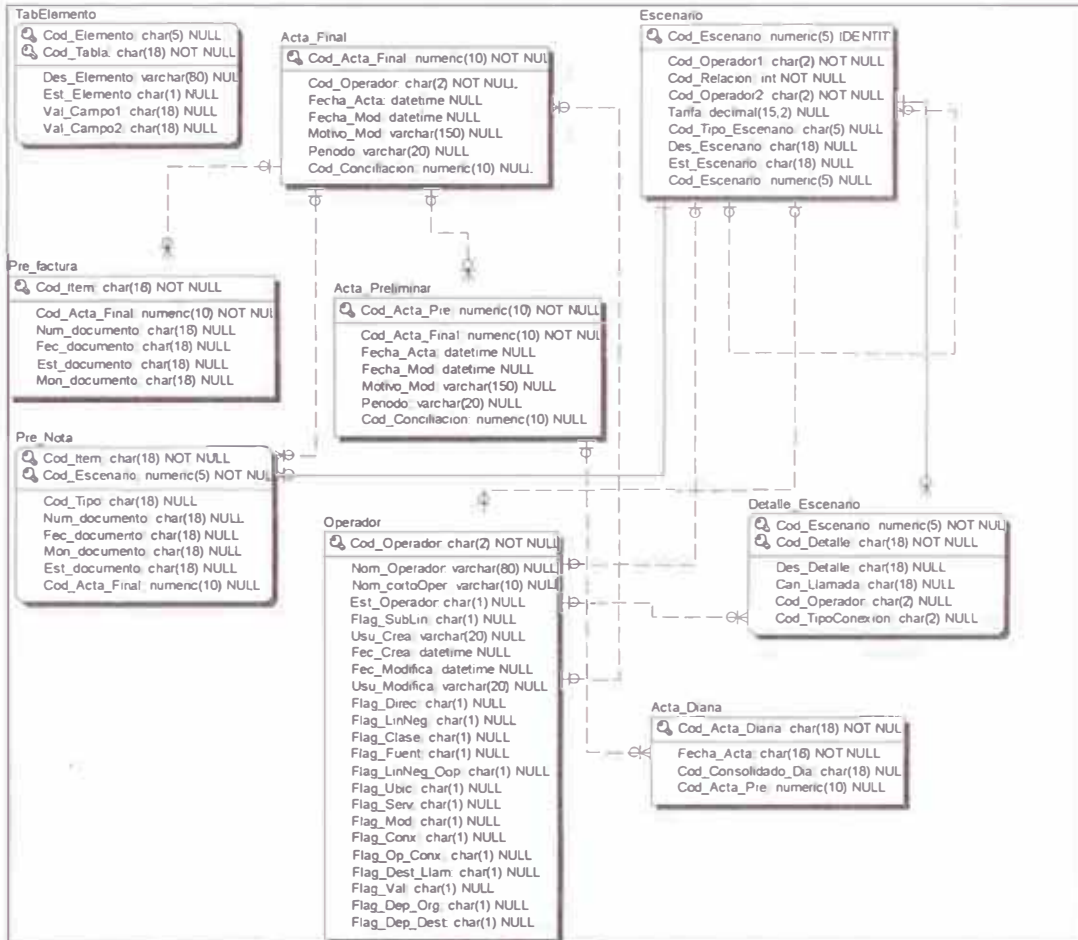 TabElemento
Cod_Elemento char(5) NULL
Cod_Tabla char(18) NOT NULL
Des_Elemento varchar(80) NUL
Est_Elemento char(1) NULL
Val_Campo1 char(18) NULL
Val_Campo2 char(18) NULL
Acta_Final
Cod_Acta_Final numeric(10) NOT NULL
Cod_Operador char(2) NOT NULL
Fecha_Acta: datetime NULL
Fecha_Mod datetime NULL
Motivo_Mod varchar(150) NULL
Periodo varchar(20) NULL
Cod_Conciliacion: numeric(10) NULL
Escenario
Cod_Escenario numeric(5) IDENTIT
Cod_Operador1 char(2) NOT NULL
Cod_Relacion int NOT NULL
Cod_Operador2 char(2) NOT NULL
Tarifa decimal(15,2) NULL
Cod_Tipo_Escenario char(5) NULL
Des_Escenario char(18) NULL
Est_Escenario char(18) NULL
Cod_Escenario numeric(5) NULL
Pre_factura
Cod_Item: char(18) NOT NULL
Cod_Acta_Final: numeric(10) NOT NUL
Num_documento char(18) NULL
Fec_documento char(18) NULL
Est_documento: char(18) NULL
Mon_documento char(18) NULL
Acta_Preliminar
Cod_Acta_Pre numeric(10) NOT NULL
Cod_Acta_Final numeric(10) NOT NUL
Fecha_Acta datetime NULL
Fecha_Mod datetime NULL
Motivo_Mod varchar(150) NULL
Periodo varchar(20) NULL
Cod_Conciliacion: numeric(10) NULL
Pre_Nota
Cod_Item char(18) NOT NULL
Cod_Escenario numeric(5) NOT NUL
Cod_Tipo char(18) NULL
Num_documento char(18) NULL
Fec_documento char(18) NULL
Mon_documento char(18) NULL
Est_documento char(18) NULL
Cod_Acta_Final: numeric(10) NULL
Operador
Cod_Operador char(2) NOT NULL
Nom_Operador varchar(80) NULL
Nom_cortoOper varchar(10) NULL
Est_Operador char(1) NULL
Flag_SubLin char(1) NULL
Usu_Crea varchar(20) NULL
Fec_Crea datetime NULL
Fec_Modifica datetime NULL
Usu_Modifica varchar(20) NULL
Flag_Direc char(1) NULL
Flag_LinNeg char(1) NULL
Flag_Clase char(1) NULL
Flag_Fuent char(1) NULL
Flag_LinNeg_Oop char(1) NULL
Flag_Ubic char(1) NULL
Flag_Serv char(1) NULL
Flag_Mod char(1) NULL
Flag_Conx char(1) NULL
Flag_Op_Conx char(1) NULL
Flag_Dest_Llam char(1) NULL
Flag_Val char(1) NULL
Flag_Dep_Org char(1) NULL
Flag_Dep_Dest char(1) NULL
Detalle_Escenario
Cod_Escenario numeric(5) NOT NUL
Cod_Detalle char(18) NOT NULL
Des_Detalle char(18) NULL
Can_Llamada char(18) NULL
Cod_Operador char(2) NULL
Cod_TipoConexion char(2) NULL
Acta_Diaria
Cod_Acta_Diaria char(18) NOT NUL
Fecha_Acta char(18) NOT NULL
Cod_Consolidado_Dia char(18) NUL
Cod_Acta_Pre numeric(10) NULL